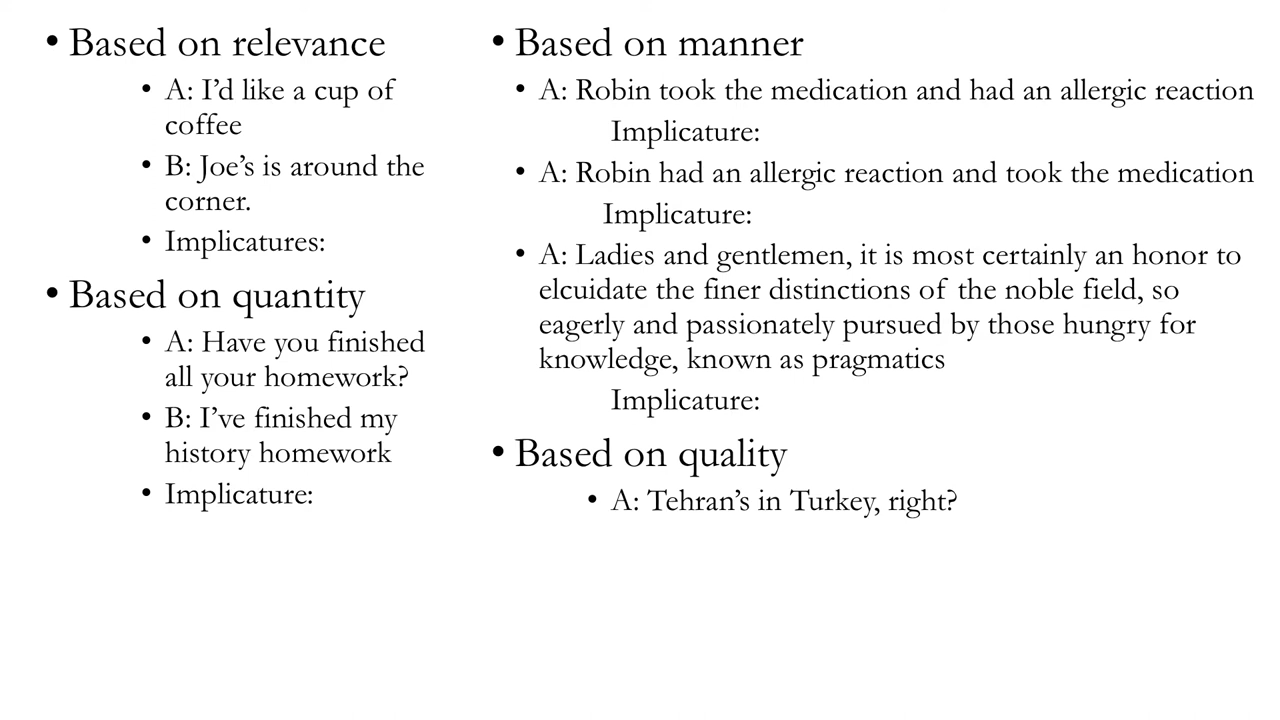 • Based on relevance
• A: I’d like a cup of
coffee
• B: Joe’s is around the
corner.
• Implicatures:
• Based on quantity
• A: Have you finished
all your homework?
• B: I’ve finished my
history homework
• Implicature:
• Based on manner
• A: Robin took the medication and had an allergic reaction
Implicature:
• A: Robin had an allergic reaction and took the medication
Implicature:
• A: Ladies and gentlemen, it is most certainly an honor to
elcuidate the finer distinctions of the noble field, so
eagerly and passionately pursued by those hungry for
knowledge, known as pragmatics
Implicature:
• Based on quality
• A: Tehran’s in Turkey, right?